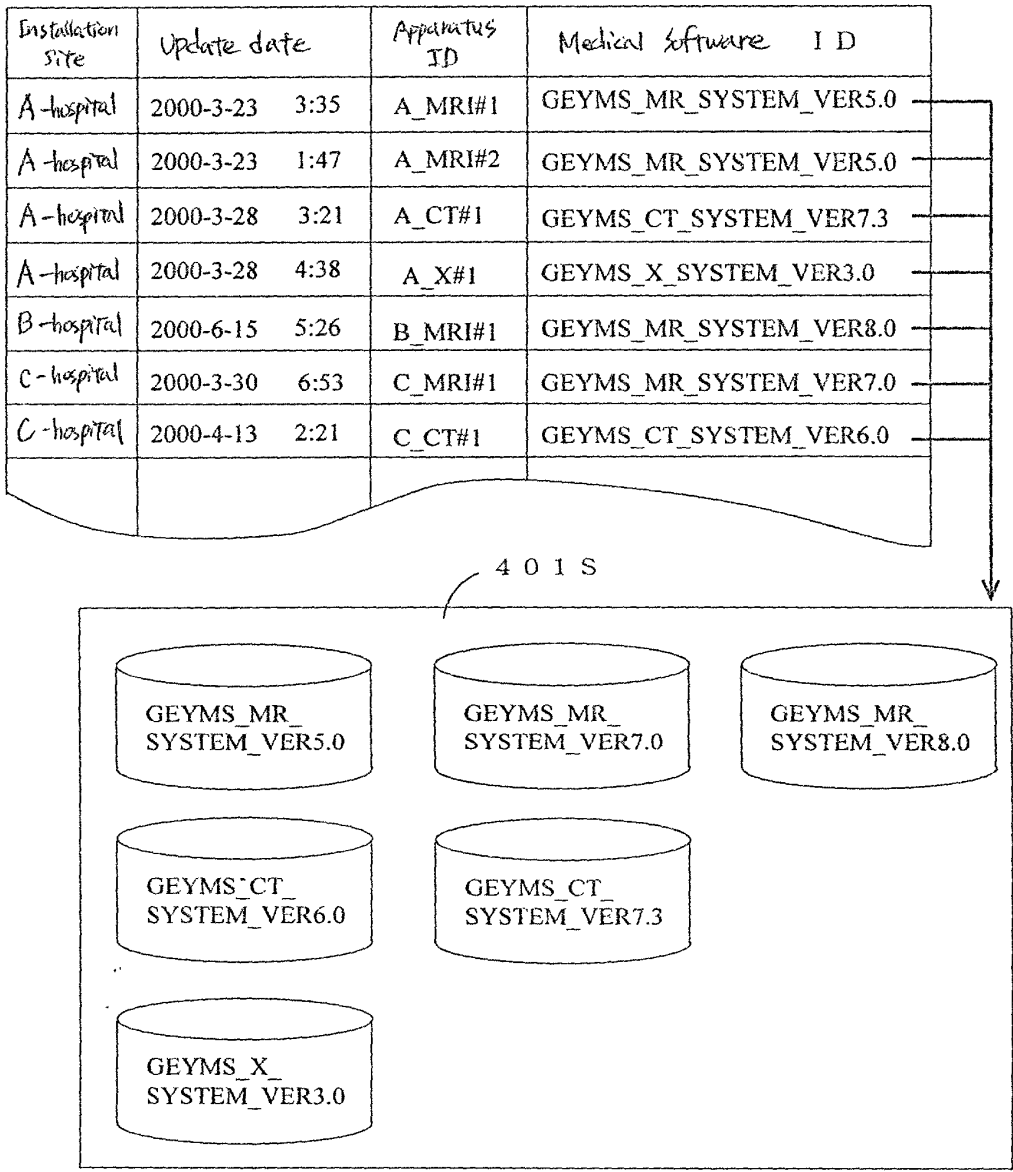 Installation Site Update date Apparatus ID Medical Software I D
A-hospital 2000-3-23 3:35 A_MRI#1 GEYMS_MR_SYSTEM_VER5.0
A-hospital 2000-3-23 1:47 A_MRI#2 GEYMS_MR_SYSTEM_VER5.0
A-hospital 2000-3-28 3:21 A_CT#1 GEYMS_CT_SYSTEM_VER7.3
A-hospital 2000-3-28 4:38 A_X#1 GEYMS_X_SYSTEM_VER3.0
B-hospital 2000-6-15 5:26 B_MRI#1 GEYMS_MR_SYSTEM_VER8.0
C-hospital 2000-3-30 6:53 C_MRI#1 GEYMS_MR_SYSTEM_VER7.0
C-hospital 2000-4-13 2:21 C_CT#1 GEYMS_CT_SYSTEM_VER6.0
4 0 1 S
GEYMS_MR_
SYSTEM_VER5.0
GEYMS_MR_
SYSTEM_VER7.0
GEYMS_MR_
SYSTEM_VER8.0
GEYMS_CT_
SYSTEM_VER6.0
GEYMS_CT_
SYSTEM_VER7.3
GEYMS_X_
SYSTEM_VER3.0